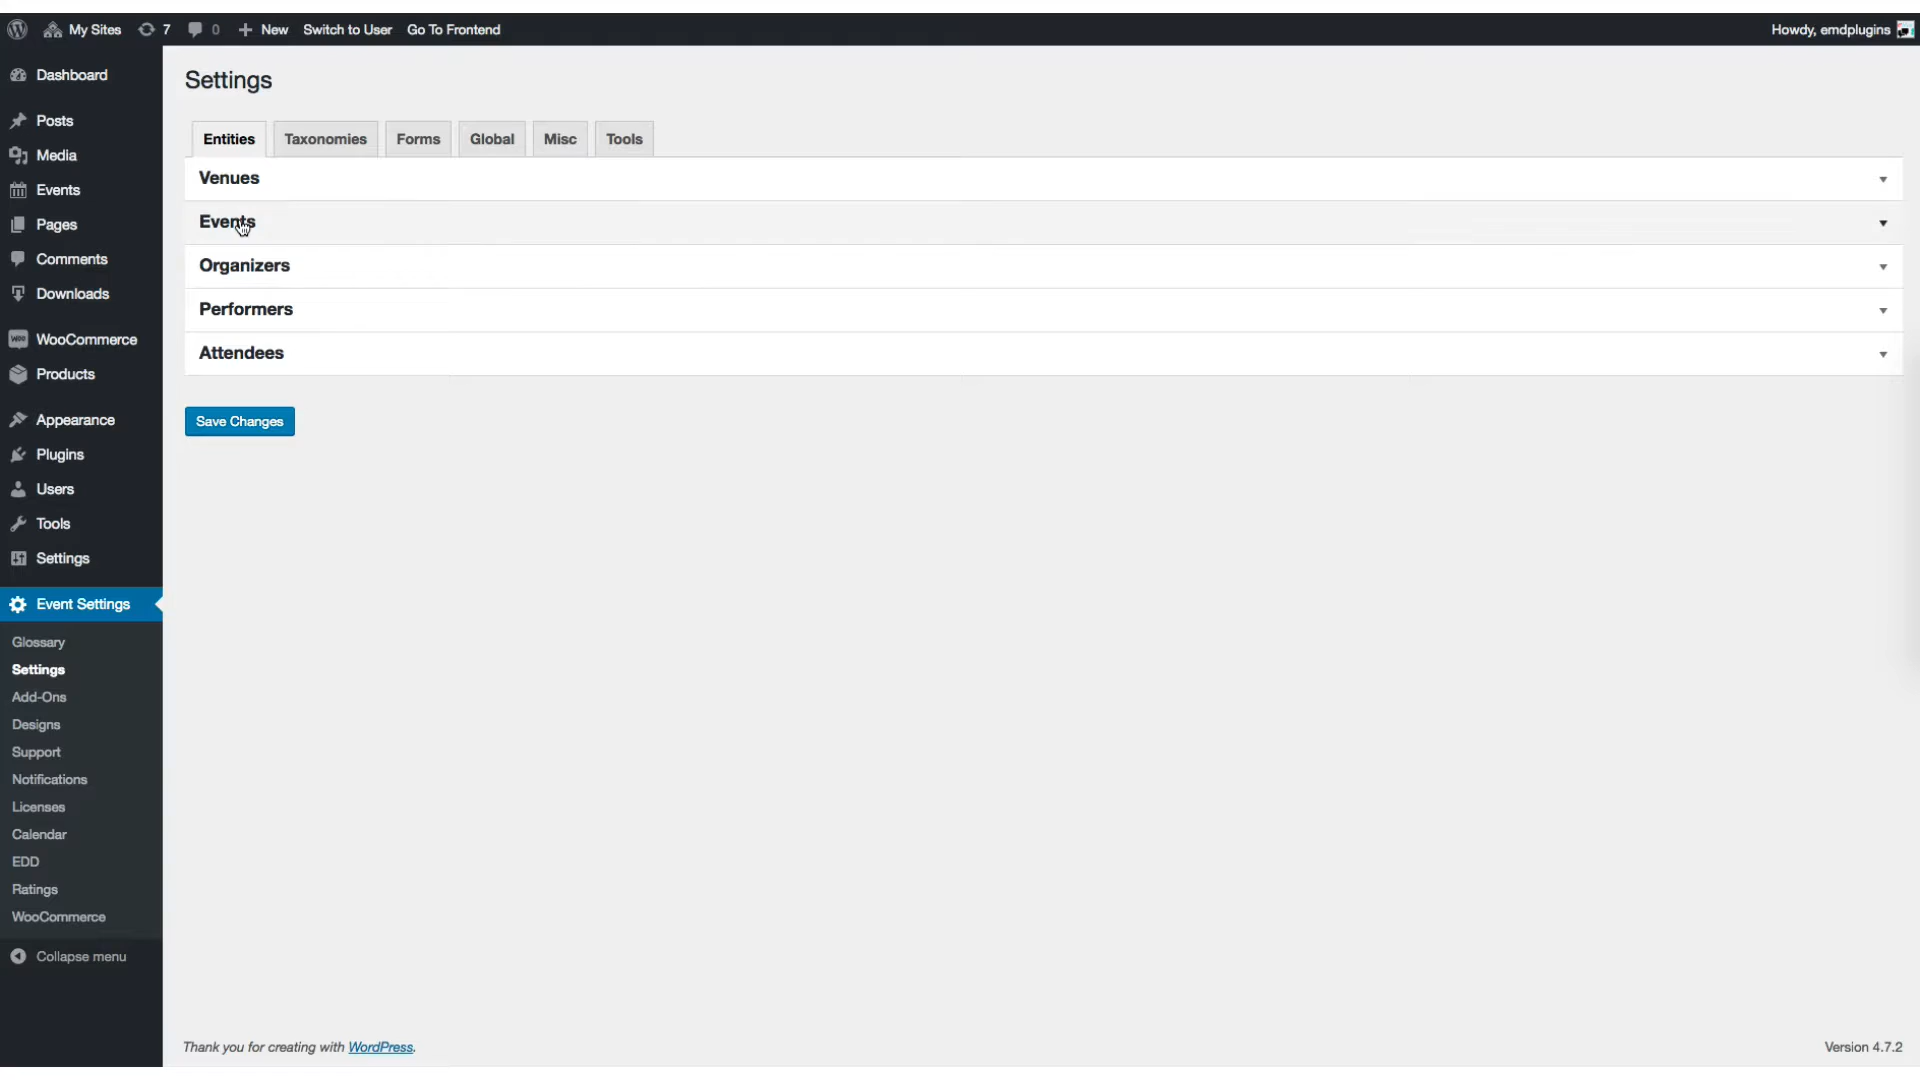 My Sites 7 0 New Switch to User Go To Frontend Howdy, emdplugins
Dashboard
Posts
Media
Events
Pages
Comments
Downloads
WooCommerce
Products
Appearance
Plugins
Users
Tools
Settings
Event Settings
Glossary
Settings
Add-Ons
Designs
Support
Notifications
Licenses
Calendar
EDD
Ratings
WooCommerce
Collapse menu
Settings
Entities Taxonomies Forms Global Misc Tools
Venues
Events
Organizers
Performers
Attendees
Save Changes
Thank you for creating with WordPress. Version 4.7.2